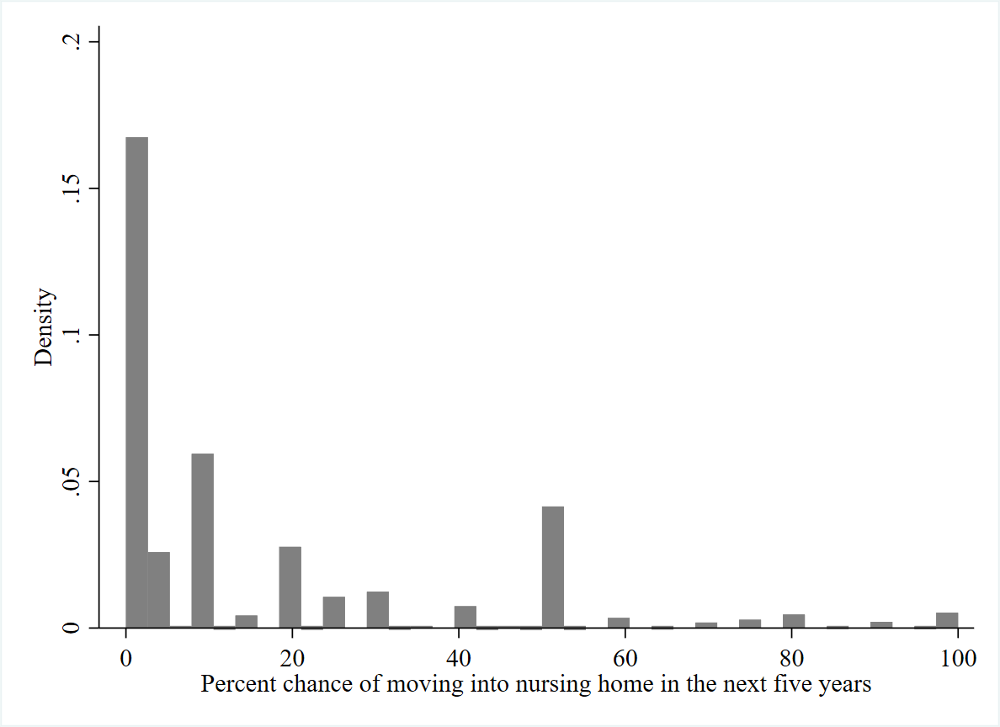 .2
.15
.1
.05
0
Density
0 20 40 60 80 100
Percent chance of moving into nursing home in the next five years